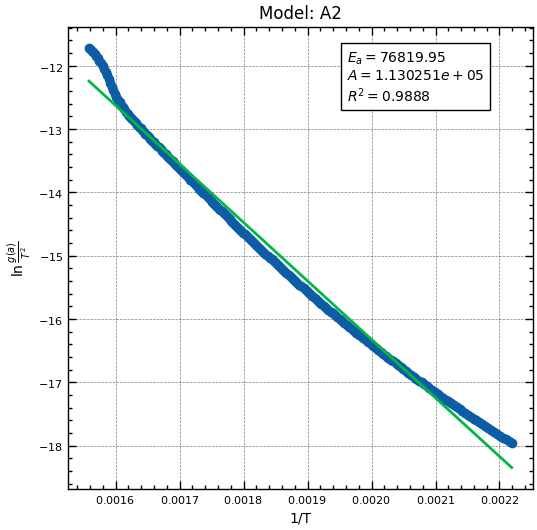 Model: A2
E_a = 76819.95
A = 1.130251e + 05
R² = 0.9888
−12
−13
−14
−15
−16
−17
−18
ln g(a)/T²
0.0016 0.0017 0.0018 0.0019 0.0020 0.0021 0.0022
1/T